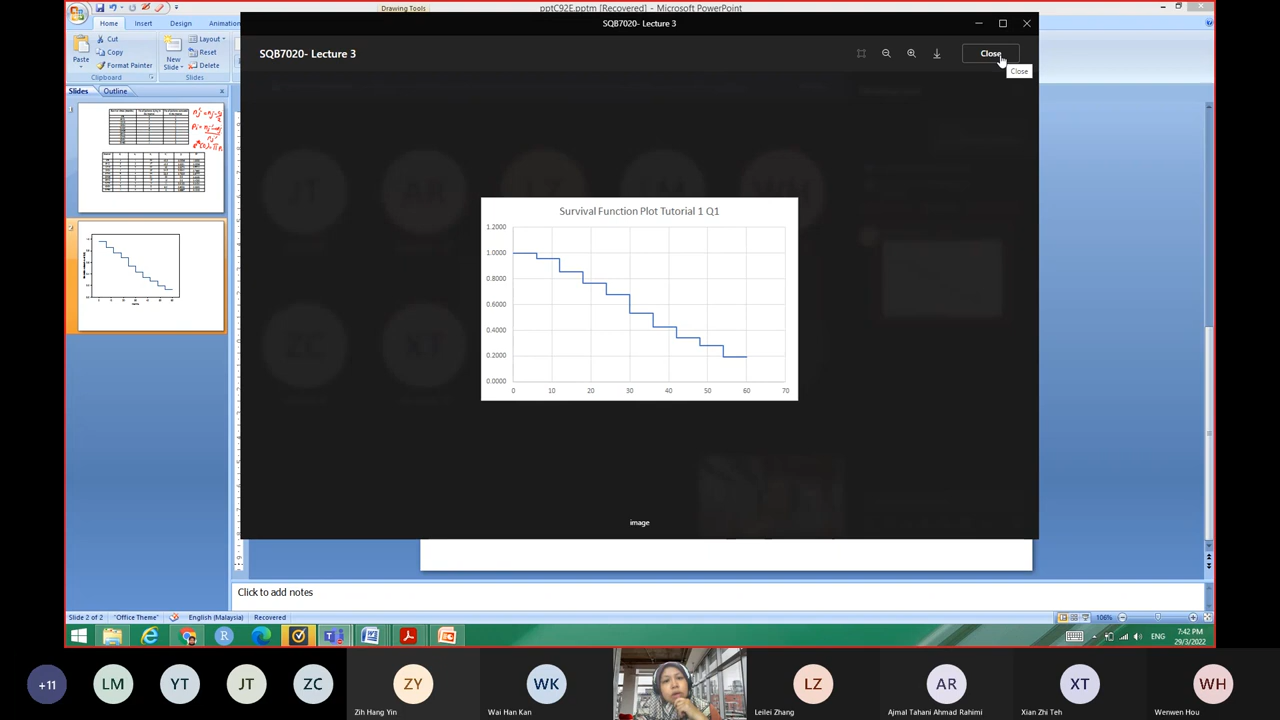 Drawing Tools
pptC92E.pptm [Recovered] - Microsoft PowerPoint
Home
Insert
Design
Animation
Paste
Cut
Copy
Format Painter
Clipboard
New
Slide
Layout
Reset
Delete
Slides
Slides
Outline
1
2
SQB7020- Lecture 3
SQB7020- Lecture 3
Close
Close
Survival Function Plot Tutorial 1 Q1
1.2000
1.0000
0.8000
0.6000
0.4000
0.2000
0.0000
0 10 20 30 40 50 60 70
image
Click to add notes
Slide 2 of 2
"Office Theme"
English (Malaysia)
Recovered
106%
ENG
7:42 PM
29/3/2022
+11
LM
YT
JT
ZC
ZY
Zih Hang Yin
WK
Wai Han Kan
LZ
Leilei Zhang
AR
Ajmal Tahani Ahmad Rahimi
XT
Xian Zhi Teh
WH
Wenwen Hou